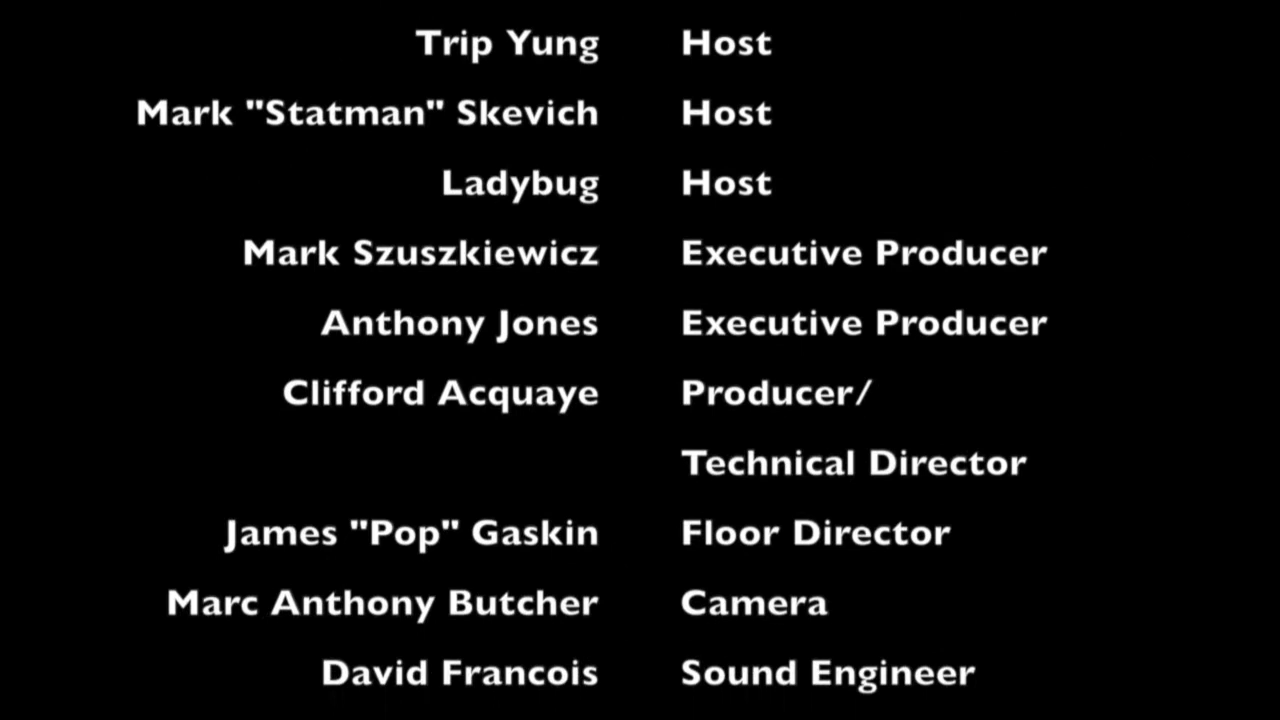 Trip Yung Host
Mark "Statman" Skevich Host
Ladybug Host
Mark Szuszkiewicz Executive Producer
Anthony Jones Executive Producer
Clifford Acquaye Producer/
Technical Director
James "Pop" Gaskin Floor Director
Marc Anthony Butcher Camera
David Francois Sound Engineer